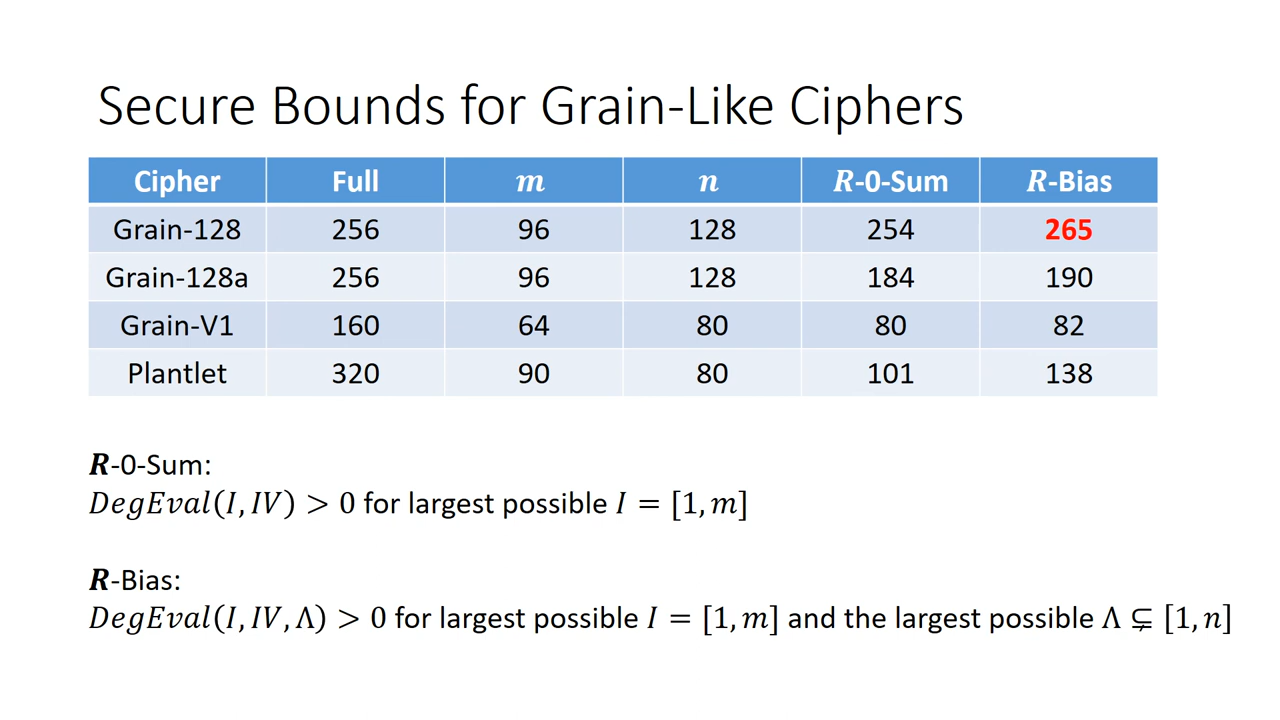 Secure Bounds for Grain-Like Ciphers
Cipher Full m n R-0-Sum R-Bias
Grain-128 256 96 128 254 265
Grain-128a 256 96 128 184 190
Grain-V1 160 64 80 80 82
Plantlet 320 90 80 101 138
R-0-Sum:
DegEval(I, IV) > 0 for largest possible I = [1, m]
R-Bias:
DegEval(I, IV, Λ) > 0 for largest possible I = [1, m] and the largest possible Λ ⊊ [1, n]